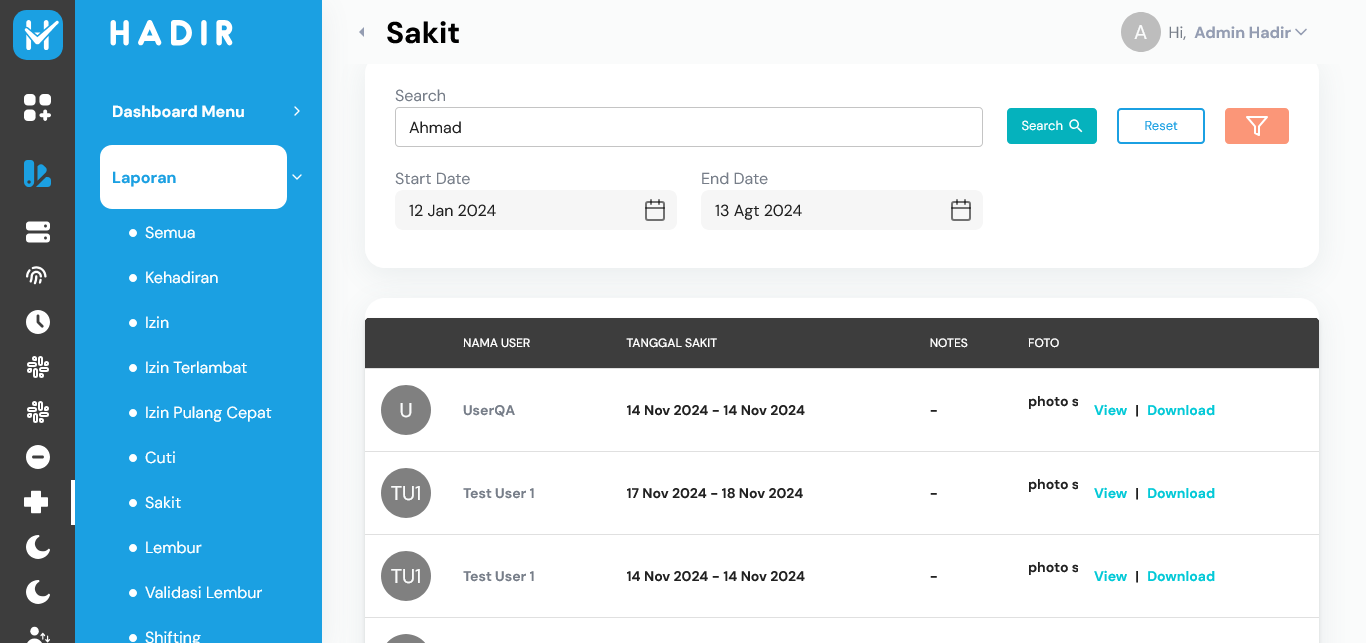 HADIR
Dashboard Menu
Laporan
Semua
Kehadiran
Izin
Izin Terlambat
Izin Pulang Cepat
Cuti
Sakit
Lembur
Validasi Lembur
Shifting
Sakit
A Hi, Admin Hadir
Search
Ahmad
Search
Reset
Start Date End Date
12 Jan 2024 13 Agt 2024
NAMA USER TANGGAL SAKIT NOTES FOTO
U UserQA 14 Nov 2024 - 14 Nov 2024 - photo s View | Download
TU1 Test User 1 17 Nov 2024 - 18 Nov 2024 - photo s View | Download
TU1 Test User 1 14 Nov 2024 - 14 Nov 2024 - photo s View | Download